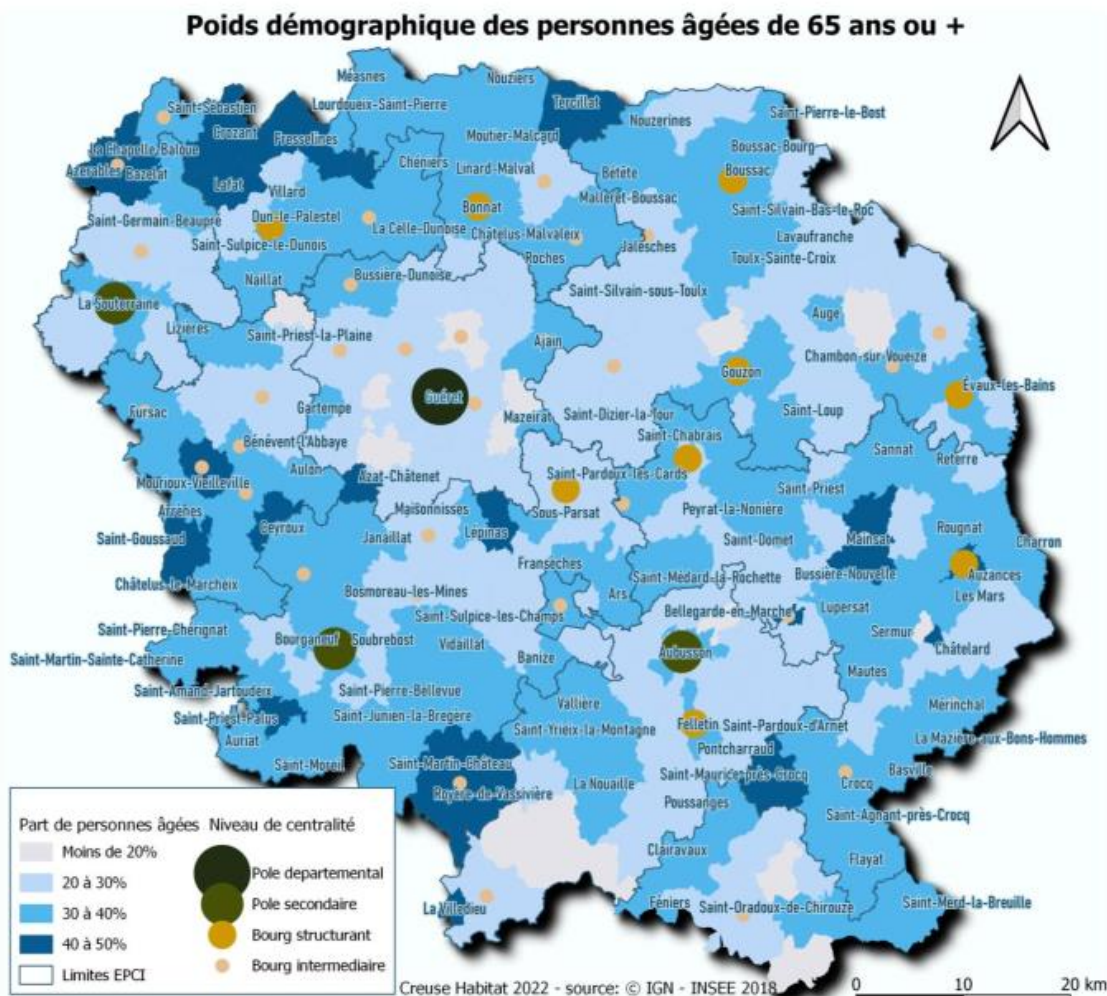 Poids démographique des personnes âgées de 65 ans ou +
Méasnes
Nouziers
Saint-Sébastien
Lourdoueix-Saint-Pierre
Tercillat
Saint-Pierre-le-Bost
Crozant
Nouzerines
Fresselines
Moutier-Malcard
Boussac-Bourg
La Chapelle-Baloue
Chéniers
Linard-Malval
Bétête
Boussac
Azerables
Bazelat
Lafat
Villard
Malleret-Boussac
Bonnat
Saint-Silvain-Bas-le-Roc
Saint-Germain-Beaupré
Dun-le-Palestel
La Celle-Dunoise
Châtelus-Malvaleix
Lavaufranche
Saint-Sulpice-le-Dunois
Jalesches
Roches
Toulx-Sainte-Croix
Naillat
Bussière-Dunoise
Saint-Silvain-sous-Toulx
La Souterraine
Auge
Lizières
Saint-Priest-la-Plaine
Ajain
Chambon-sur-Voueize
Gouzon
Évaux-les-Bains
Guéret
Fursac
Gartempe
Mazeirat
Saint-Dizier-la-Tour
Saint-Loup
Bénévent-l'Abbaye
Saint-Chabrais
Sannat
Reterre
Aulon
Azat-Châtenet
Saint-Pardoux-les-Cards
Mourioux-Vieilleville
Saint-Priest
Arrênes
Maisonnisses
Sous-Parsat
Peyrat-la-Nonière
Ceyroux
Lépinas
Rougnat
Saint-Goussaud
Janaillat
Saint-Domet
Mainsat
Charron
Fransèches
Châtelus-le-Marcheix
Saint-Médard-la-Rochette
Bussière-Nouvelle
Auzances
Bosmoreau-les-Mines
Ars
Les Mars
Saint-Sulpice-les-Champs
Bellegarde-en-Marche
Lupersat
Saint-Pierre-Chérignat
Bourganeuf
Soubrebost
Vidaillat
Sermur
Châtelard
Saint-Martin-Sainte-Catherine
Banize
Aubusson
Mautes
Saint-Amand-Jartoudeix
Saint-Pierre-Bellevue
Vallière
Mérinchal
Saint-Priest-Palus
Saint-Junien-la-Bregère
Saint-Yrieix-la-Montagne
Felletin
Saint-Pardoux-d'Arnet
Auriat
La Mazière-aux-Bons-Hommes
Pontcharraud
Saint-Moreil
Saint-Martin-Château
La Nouaille
Saint-Maurice-près-Crocq
Crocq
Basville
Royère-de-Vassivière
Poussanges
Saint-Agnant-près-Crocq
Clairavaux
Flayat
La Villedieu
Féniers
Saint-Oradoux-de-Chirouze
Saint-Merd-la-Breuille
Part de personnes âgées
Niveau de centralité
Moins de 20%
20 à 30%
30 à 40%
40 à 50%
Limites EPCI
Pole departemental
Pole secondaire
Bourg structurant
Bourg intermediaire
Creuse Habitat 2022 - source: © IGN - INSEE 2018
0 10 20 km